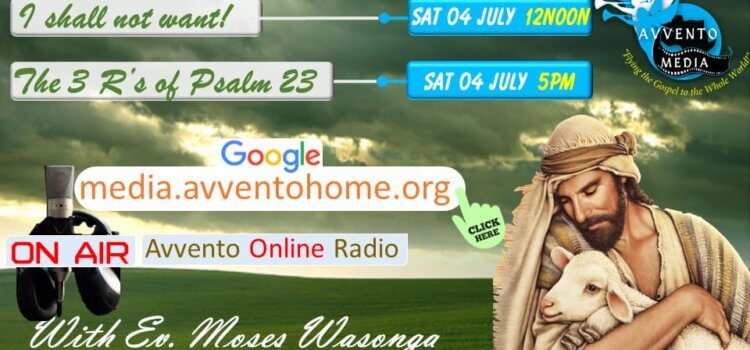 I shall not want!
SAT 04 JULY 12NOON
AVVENTO
MEDIA
"Flying the Gospel to the Whole World!"
The 3 R's of Psalm 23
SAT 04 JULY 5PM
Google
media.avventohome.org
CLICK
HERE
ON AIR
Avvento Online Radio
With Ev. Moses Wasonga